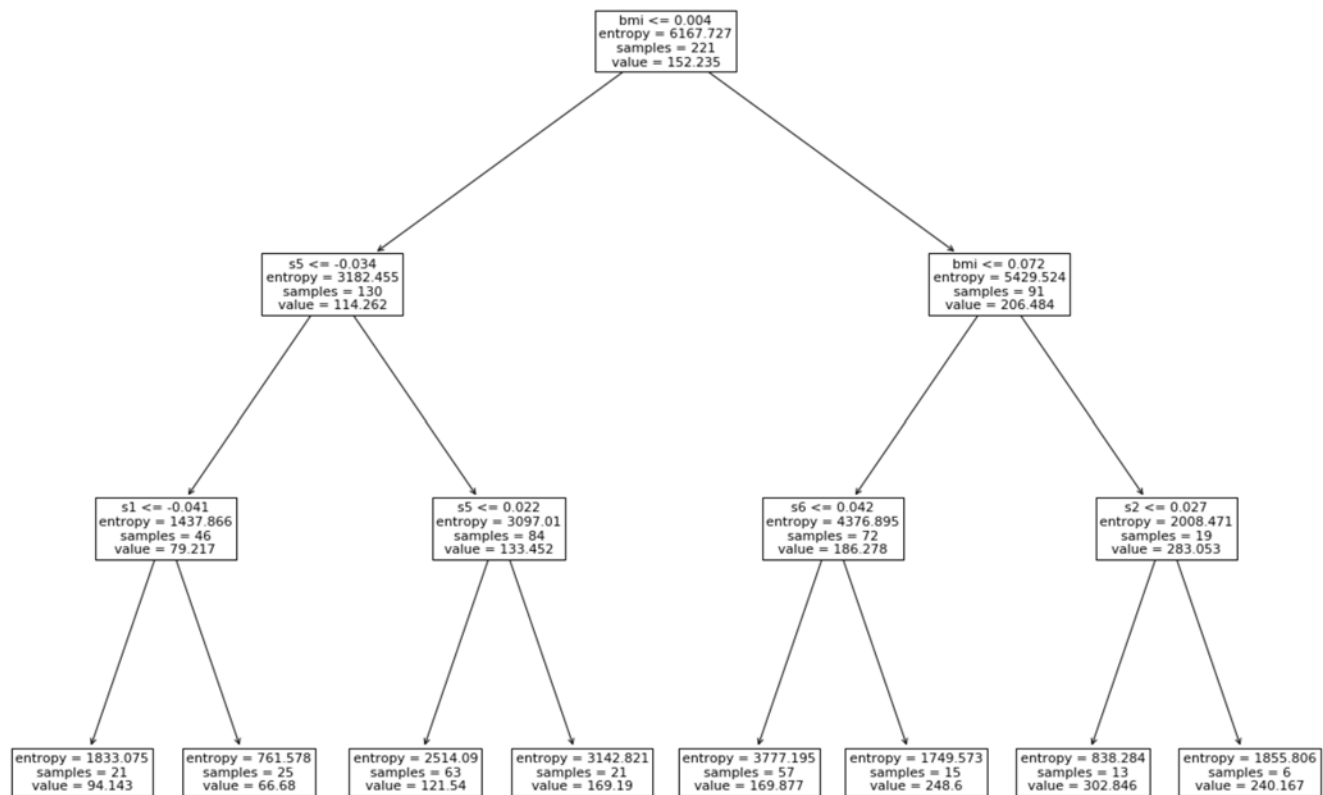 bmi <= 0.004
entropy = 6167.727
samples = 221
value = 152.235
s5 <= -0.034
entropy = 3182.455
samples = 130
value = 114.262
bmi <= 0.072
entropy = 5429.524
samples = 91
value = 206.484
s1 <= -0.041
entropy = 1437.866
samples = 46
value = 79.217
s5 <= 0.022
entropy = 3097.01
samples = 84
value = 133.452
s6 <= 0.042
entropy = 4376.895
samples = 72
value = 186.278
s2 <= 0.027
entropy = 2008.471
samples = 19
value = 283.053
entropy = 1833.075
samples = 21
value = 94.143
entropy = 761.578
samples = 25
value = 66.68
entropy = 2514.09
samples = 63
value = 121.54
entropy = 3142.821
samples = 21
value = 169.19
entropy = 3777.195
samples = 57
value = 169.877
entropy = 1749.573
samples = 15
value = 248.6
entropy = 838.284
samples = 13
value = 302.846
entropy = 1855.806
samples = 6
value = 240.167